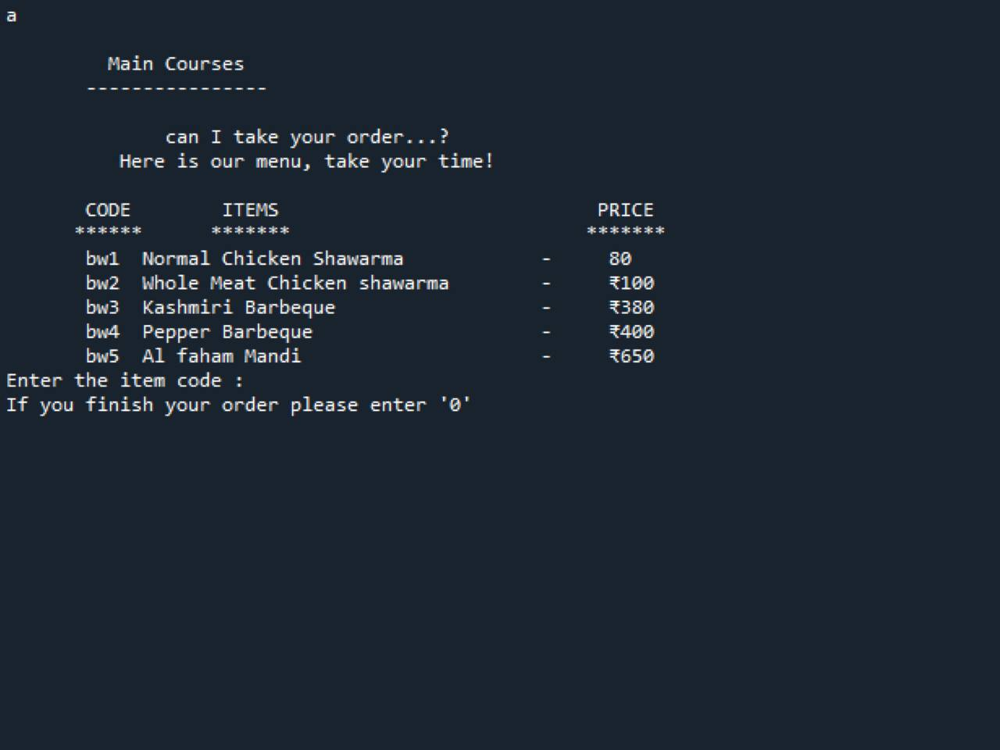 a
Main Courses
----------------
can I take your order...?
Here is our menu, take your time!
CODE ITEMS PRICE
****** ******* *******
bw1 Normal Chicken Shawarma - 80
bw2 Whole Meat Chicken shawarma - ₹100
bw3 Kashmiri Barbeque - ₹380
bw4 Pepper Barbeque - ₹400
bw5 Al faham Mandi - ₹650
Enter the item code :
If you finish your order please enter '0'